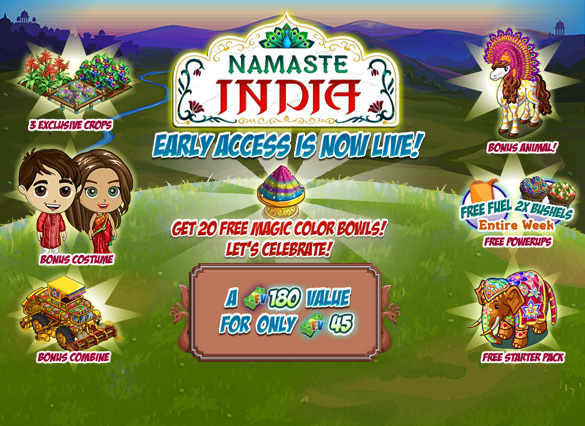 NAMASTE
INDIA
EARLY ACCESS IS NOW LIVE!
3 EXCLUSIVE CROPS
BONUS COSTUME
BONUS COMBINE
GET 20 FREE MAGIC COLOR BOWLS!
LET'S CELEBRATE!
A FV 180 VALUE
FOR ONLY FV 45
BONUS ANIMAL!
FREE FUEL 2X BUSHELS
Entire Week
FREE POWERUPS
FREE STARTER PACK